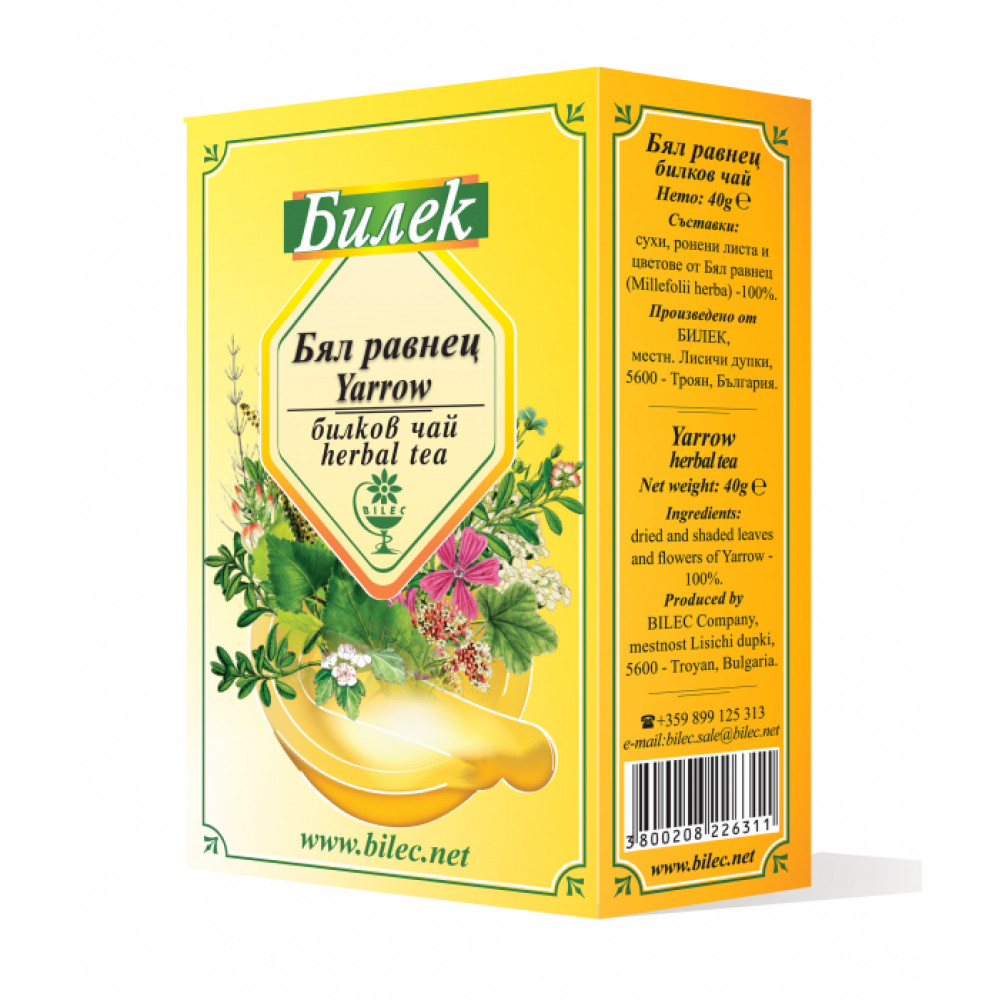 Билек
Бял равнец
Yarrow
билков чай
herbal tea
BILEC
www.bilec.net
Бял равнец
билков чай
Нето: 40g ℮
Съставки:
сухи, ронени листа и
цветове от Бял равнец
(Millefolii herba) -100%.
Произведено от
БИЛЕК,
местн. Лисичи дупки,
5600 - Троян, България.
Yarrow
herbal tea
Net weight: 40g ℮
Ingredients:
dried and shaded leaves
and flowers of Yarrow -
100%.
Produced by
BILEC Company,
mestnost Lisichi dupki,
5600 - Troyan, Bulgaria.
☎+359 899 125 313
e-mail:bilec.sale@bilec.net
3 800208 226311
www.bilec.net